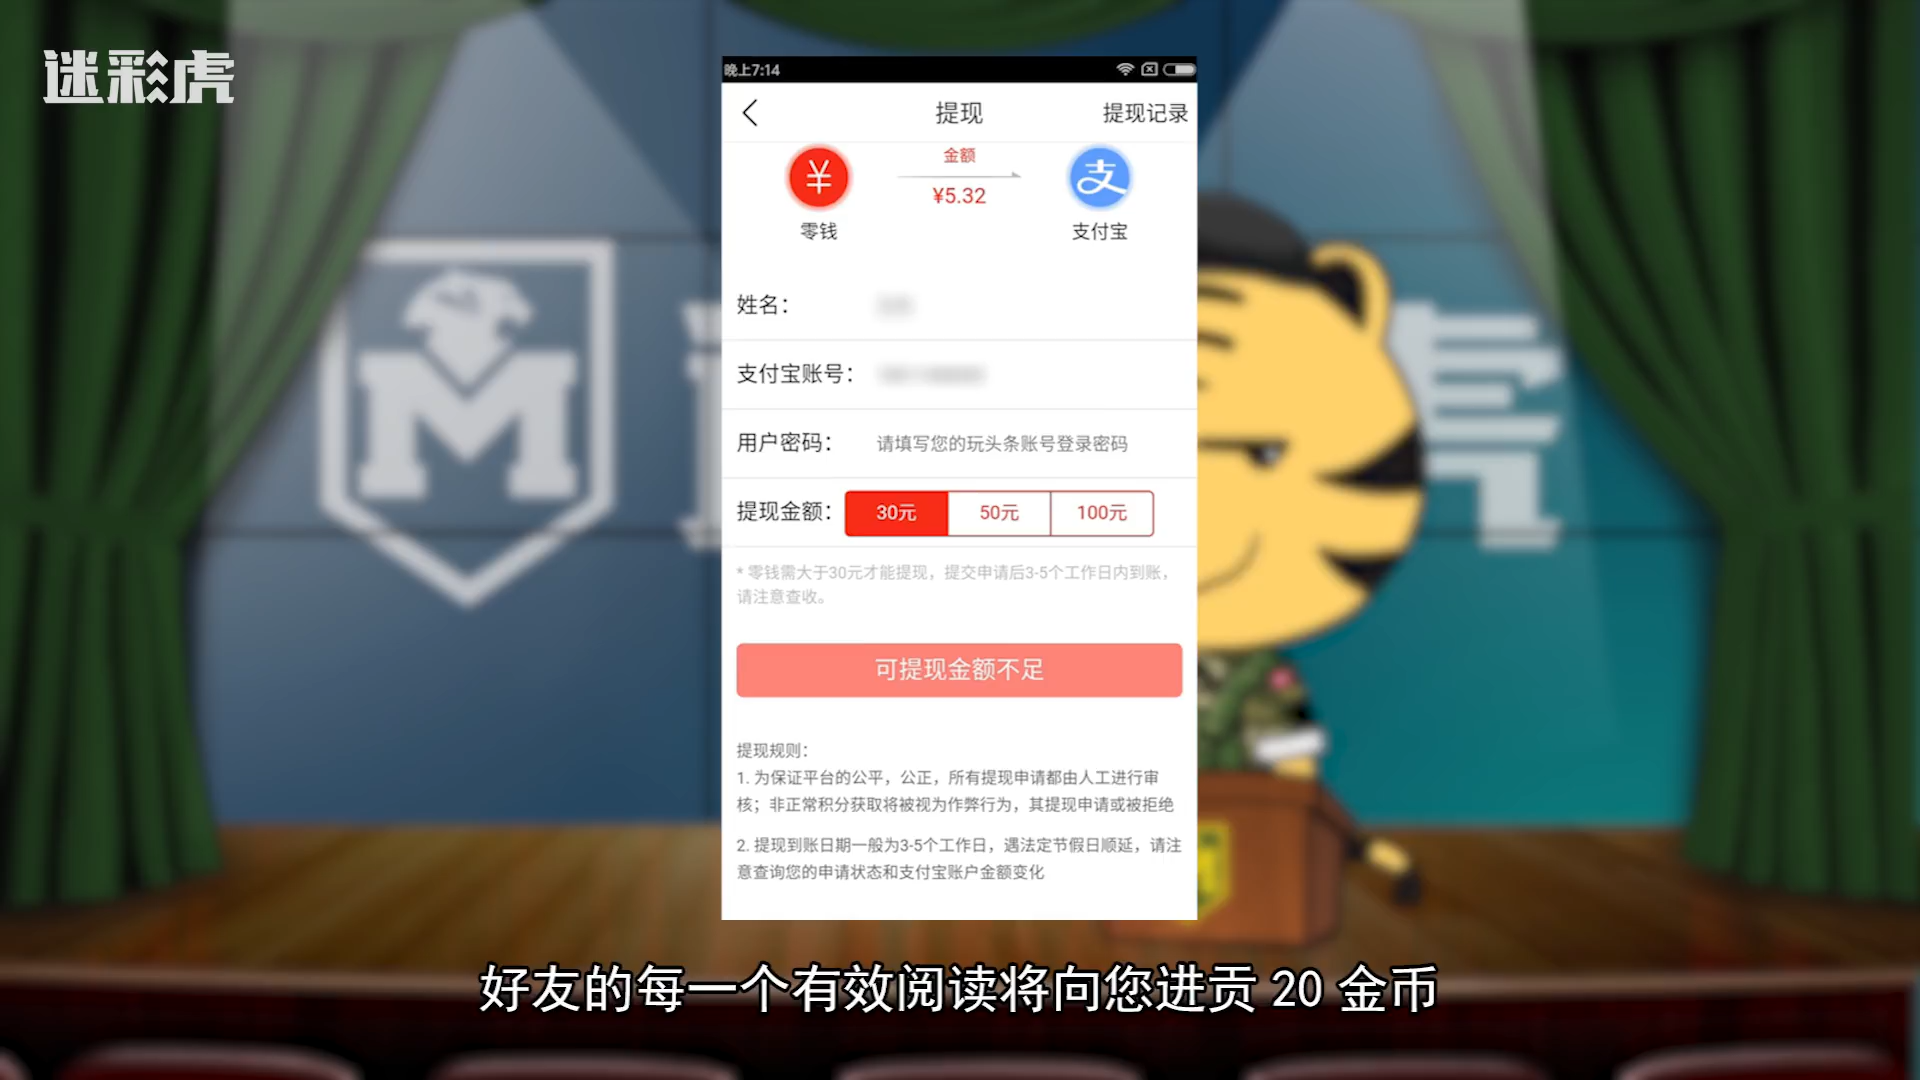 迷彩虎
晚上7:14
提现
提现记录
金额
¥5.32
零钱
支付宝
姓名：
支付宝账号：
用户密码：
请填写您的玩头条账号登录密码
提现金额：
30元
50元
100元
* 零钱需大于30元才能提现，提交申请后3-5个工作日内到账，
请注意查收。
可提现金额不足
提现规则：
1. 为保证平台的公平，公正，所有提现申请都由人工进行审
核；非正常积分获取将被视为作弊行为，其提现申请或被拒绝
2. 提现到账日期一般为3-5个工作日，遇法定节假日顺延，请注
意查询您的申请状态和支付宝账户金额变化
好友的每一个有效阅读将向您进贡 20 金币